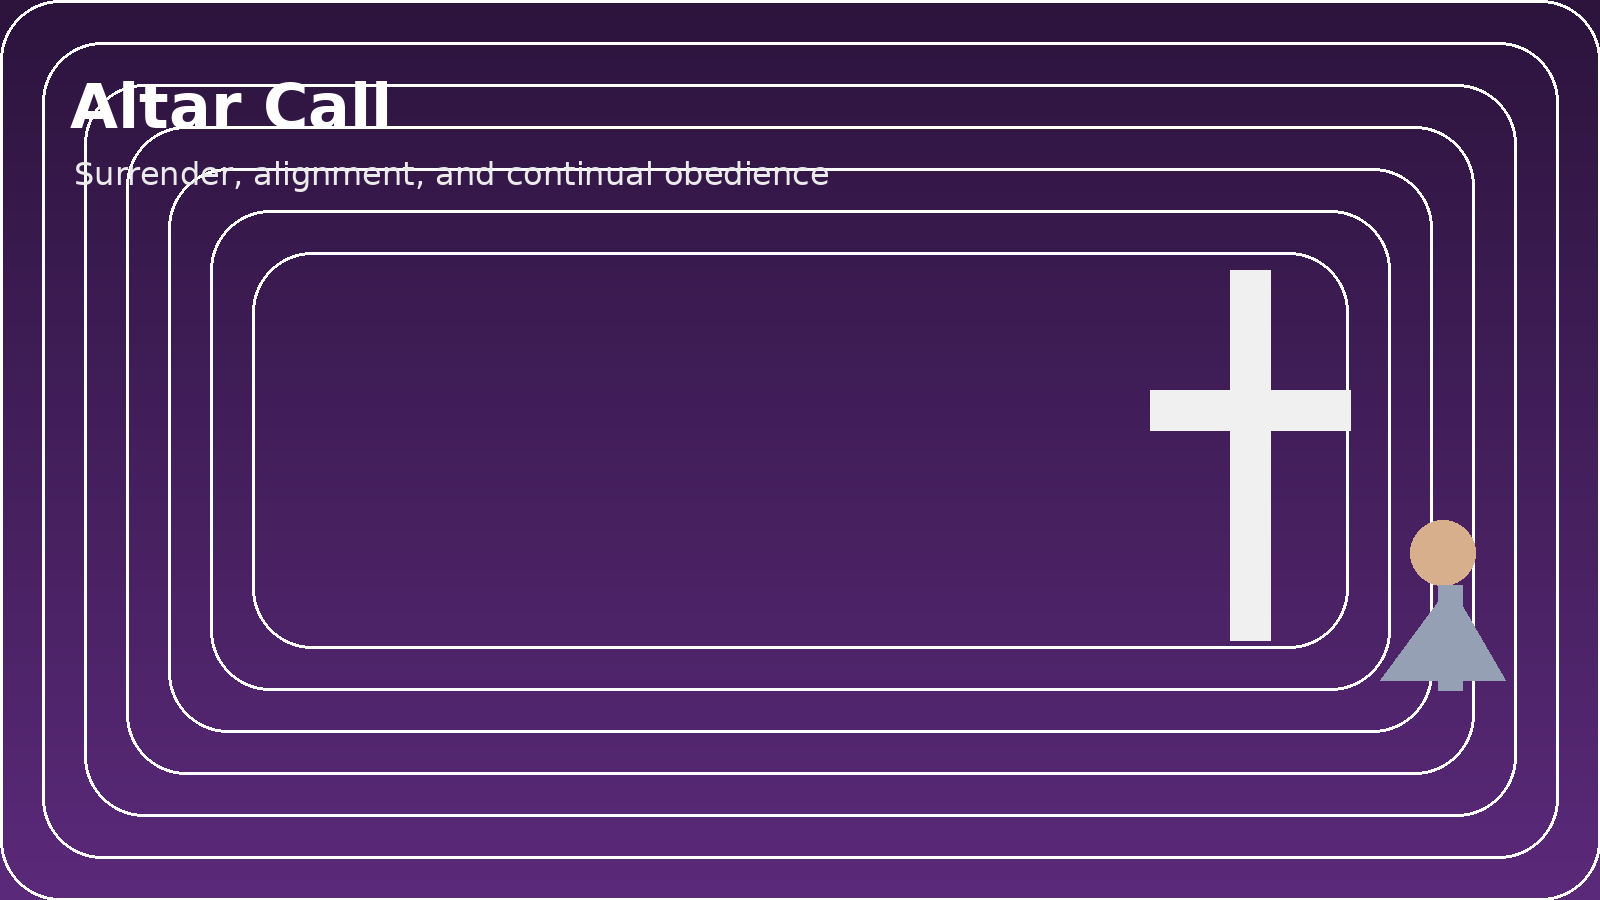 Altar Call
Surrender, alignment, and continual obedience